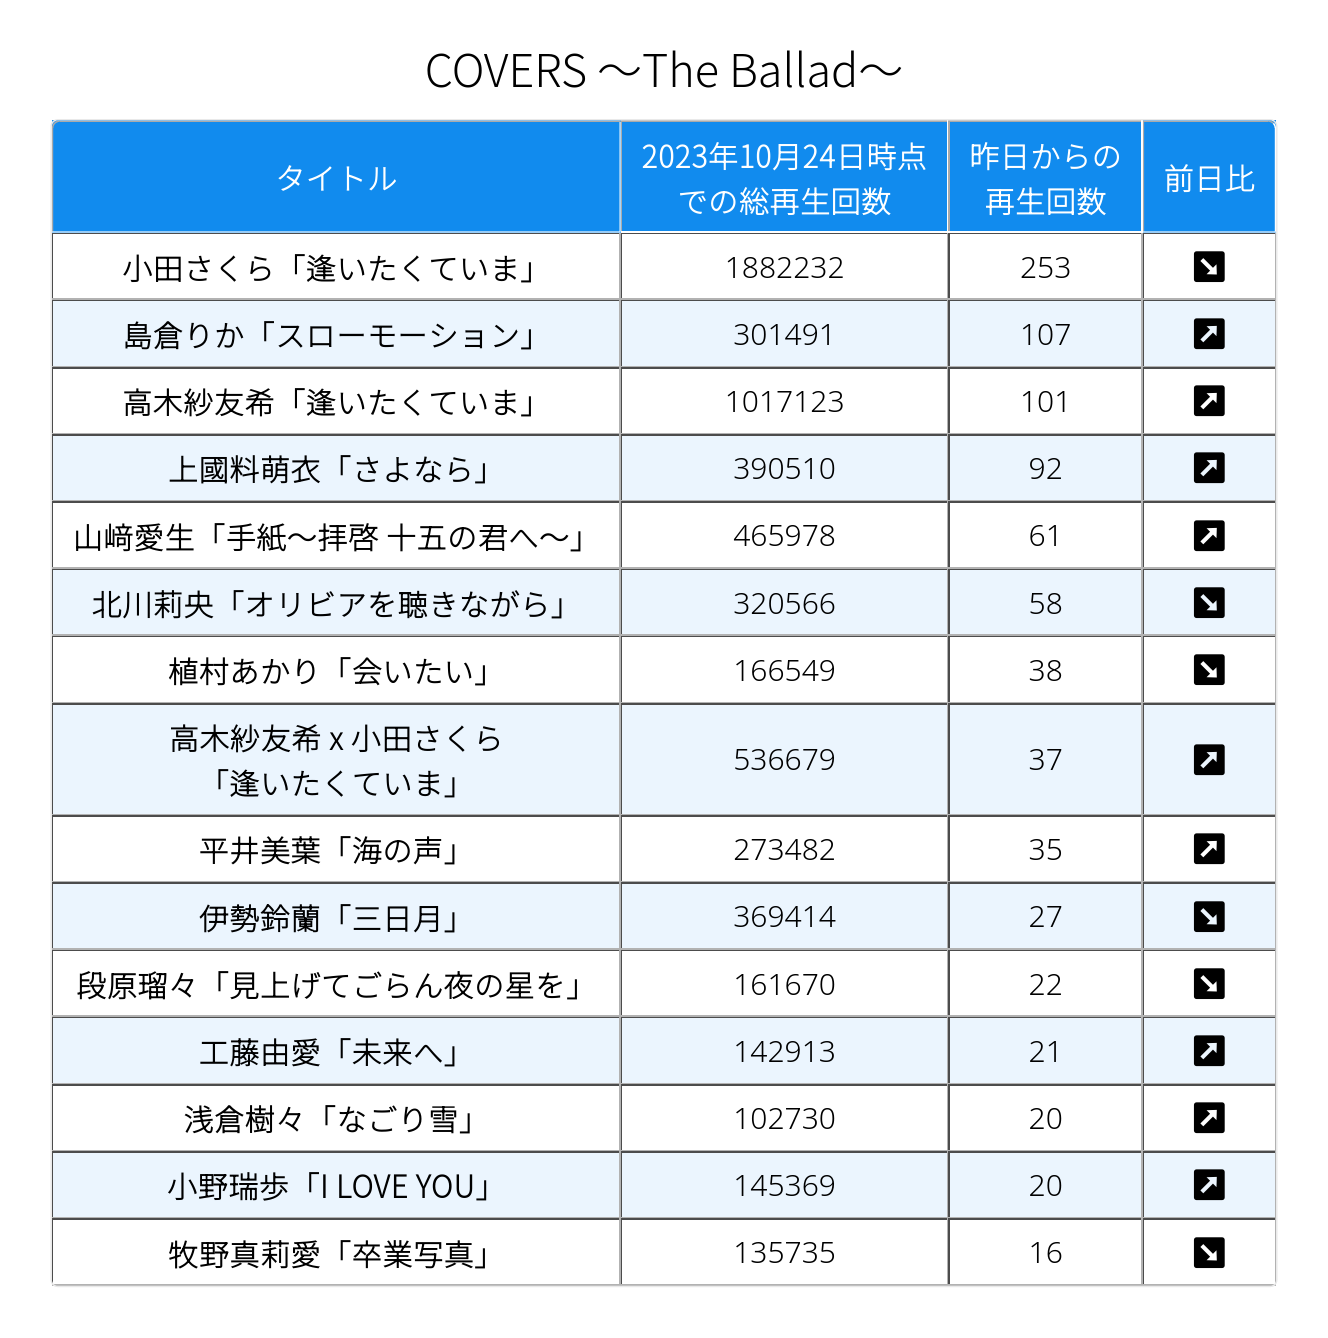 COVERS ～The Ballad～
タイトル
2023年10月24日時点
での総再生回数
昨日からの
再生回数
前日比
小田さくら「逢いたくていま」 1882232 253 ↘
島倉りか「スローモーション」 301491 107 ↗
高木紗友希「逢いたくていま」 1017123 101 ↗
上國料萌衣「さよなら」 390510 92 ↗
山﨑愛生「手紙～拝啓 十五の君へ～」 465978 61 ↗
北川莉央「オリビアを聴きながら」 320566 58 ↘
植村あかり「会いたい」 166549 38 ↘
高木紗友希 x 小田さくら
「逢いたくていま」 536679 37 ↗
平井美葉「海の声」 273482 35 ↗
伊勢鈴蘭「三日月」 369414 27 ↘
段原瑠々「見上げてごらん夜の星を」 161670 22 ↘
工藤由愛「未来へ」 142913 21 ↗
浅倉樹々「なごり雪」 102730 20 ↗
小野瑞歩「I LOVE YOU」 145369 20 ↗
牧野真莉愛「卒業写真」 135735 16 ↘